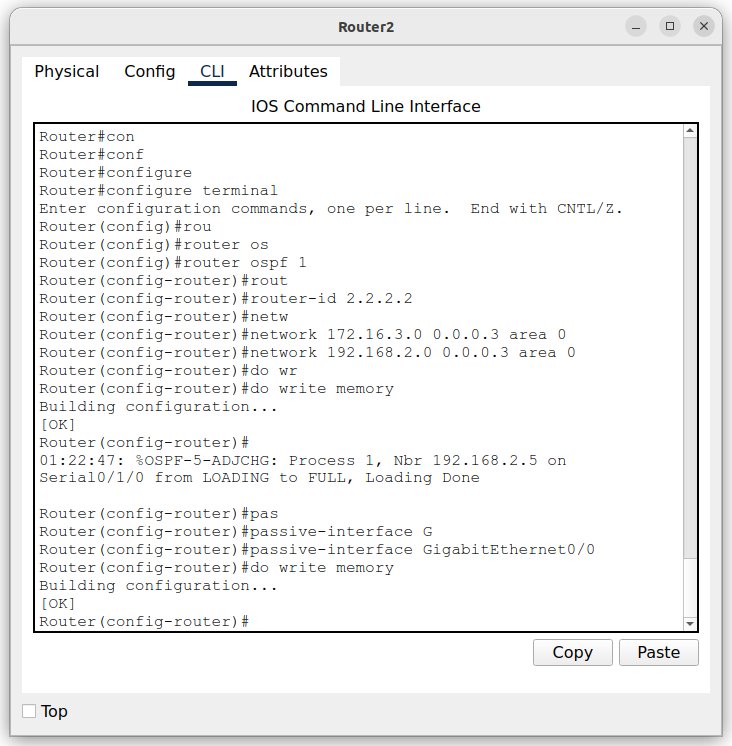 Router2
Physical Config CLI Attributes
IOS Command Line Interface
Router#con
Router#conf
Router#configure
Router#configure terminal
Enter configuration commands, one per line.  End with CNTL/Z.
Router(config)#rou
Router(config)#router os
Router(config)#router ospf 1
Router(config-router)#rout
Router(config-router)#router-id 2.2.2.2
Router(config-router)#netw
Router(config-router)#network 172.16.3.0 0.0.0.3 area 0
Router(config-router)#network 192.168.2.0 0.0.0.3 area 0
Router(config-router)#do wr
Router(config-router)#do write memory
Building configuration...
[OK]
Router(config-router)#
01:22:47: %OSPF-5-ADJCHG: Process 1, Nbr 192.168.2.5 on
Serial0/1/0 from LOADING to FULL, Loading Done
Router(config-router)#pas
Router(config-router)#passive-interface G
Router(config-router)#passive-interface GigabitEthernet0/0
Router(config-router)#do write memory
Building configuration...
[OK]
Router(config-router)#
Copy Paste
Top